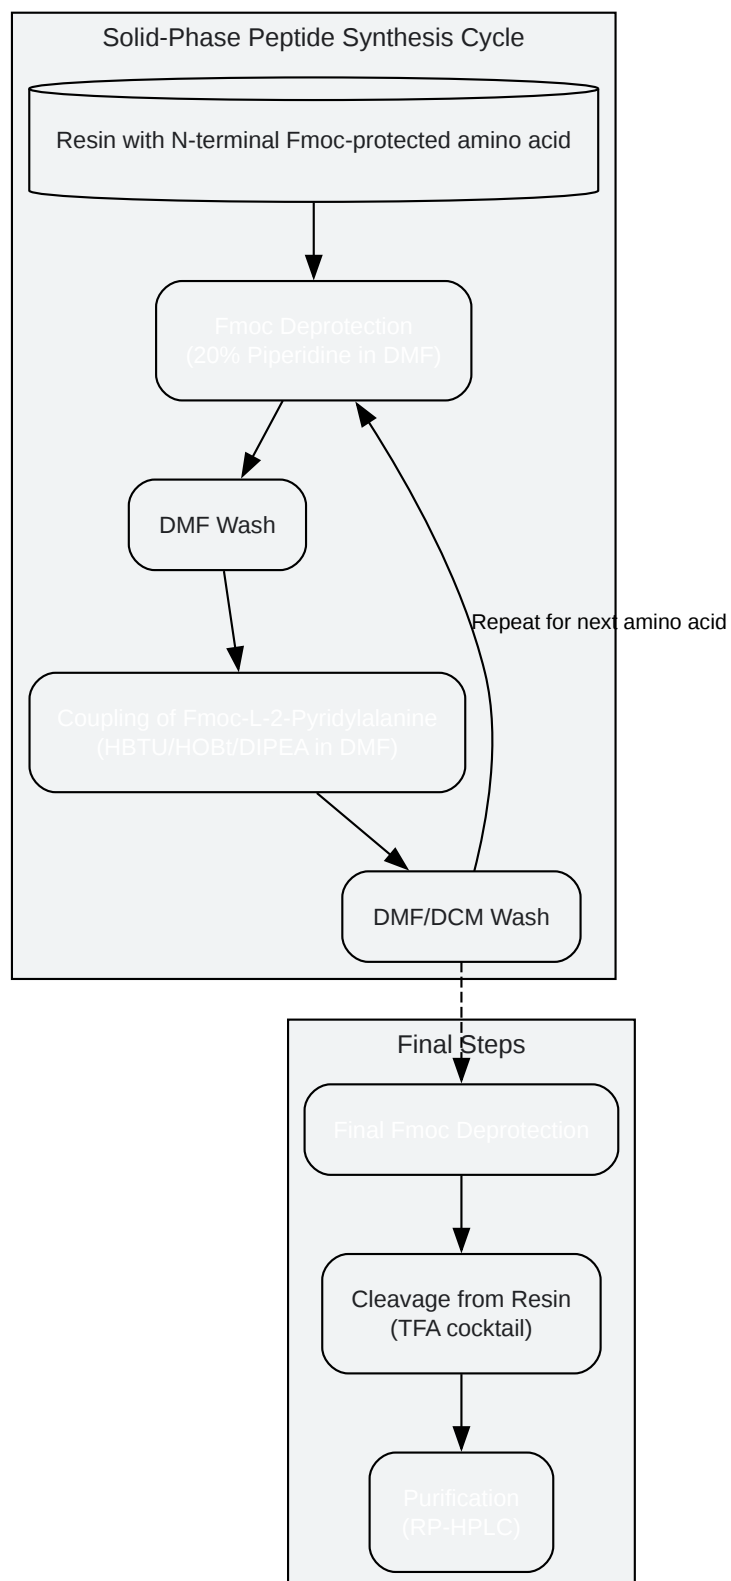 Solid-Phase Peptide Synthesis Cycle
Resin with N-terminal Fmoc-protected amino acid
Fmoc Deprotection
(20% Piperidine in DMF)
DMF Wash
Repeat for next amino acid
Coupling of Fmoc-L-2-Pyridylalanine
(HBTU/HOBt/DIPEA in DMF)
DMF/DCM Wash
Final Steps
Final Fmoc Deprotection
Cleavage from Resin
(TFA cocktail)
Purification
(RP-HPLC)